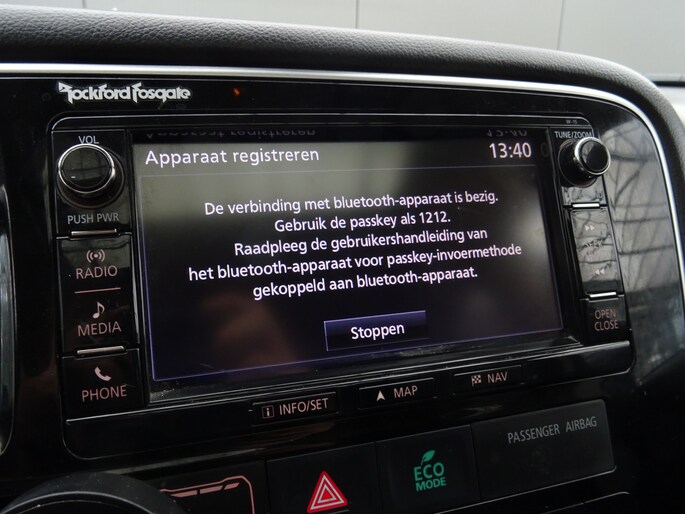 Rockford Fosgate
VOL
PUSH PWR
RADIO
MEDIA
PHONE
Apparaat registreren
13:40
De verbinding met bluetooth-apparaat is bezig.
Gebruik de passkey als 1212.
Raadpleeg de gebruikershandleiding van
het bluetooth-apparaat voor passkey-invoermethode
gekoppeld aan bluetooth-apparaat.
Stoppen
TUNE/ZOOM
OPEN
CLOSE
INFO/SET
MAP
NAV
ECO
MODE
PASSENGER AIRBAG